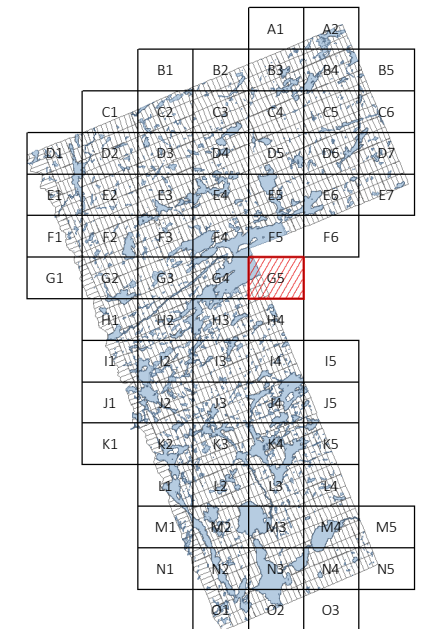 A1 A2
B1 B2 B3 B4 B5
C1 C2 C3 C4 C5 C6
D1 D2 D3 D4 D5 D6 D7
E1 E2 E3 E4 E5 E6 E7
F1 F2 F3 F4 F5 F6
G1 G2 G3 G4 G5
H1 H2 H3 H4
I1 I2 I3 I4 I5
J1 J2 J3 J4 J5
K1 K2 K3 K4 K5
L1 L2 L3 L4
M1 M2 M3 M4 M5
N1 N2 N3 N4 N5
O1 O2 O3